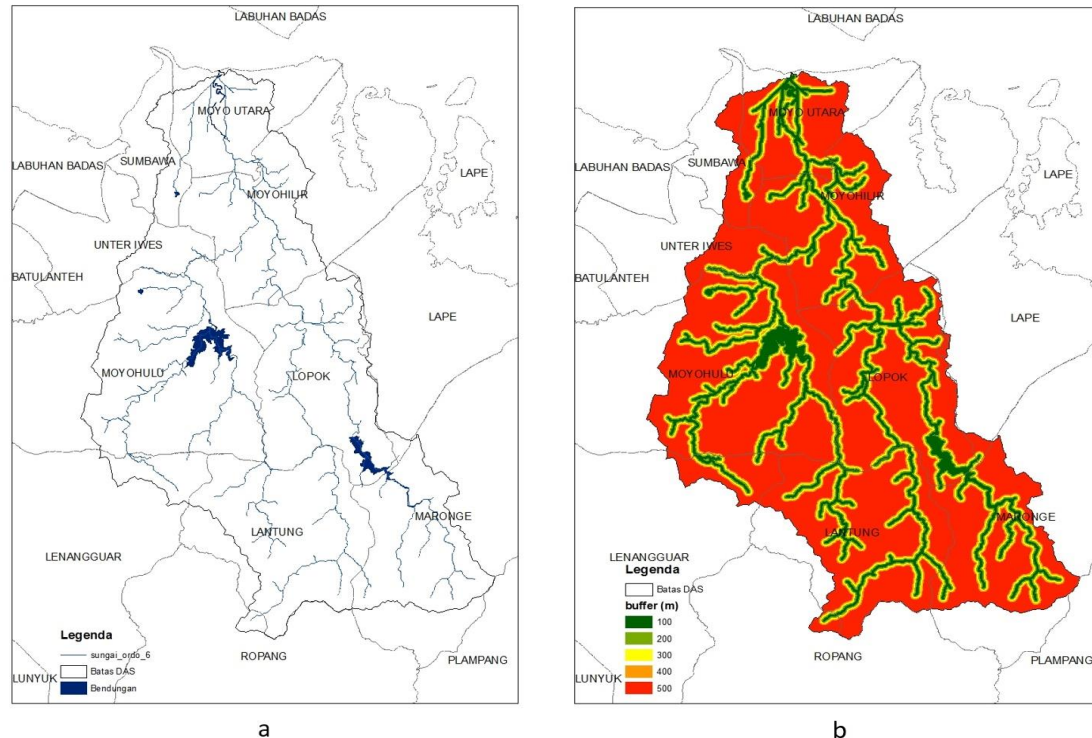 LABUHAN BADAS
MOYO UTARA
LABUHAN BADAS
SUMBAWA
LAPE
MOYOHILIR
UNTER IWES
BATULANTEH
LAPE
MOYOHULU
LOPOK
MARONGE
LANTUNG
LENANGGUAR
Legenda
sungai_ordo_6
Batas DAS
Bendungan
ROPANG
PLAMPANG
LUNYUK
a
LABUHAN BADAS
MOYO UTARA
LABUHAN BADAS
SUMBAWA
LAPE
MOYOHILIR
UNTER IWES
BATULANTEH
LAPE
MOYOHULU
LOPOK
MARONGE
LANTUNG
LENANGGUAR
Legenda
Batas DAS
buffer (m)
100
200
300
400
500
ROPANG
PLAMPANG
LUNYUK
b